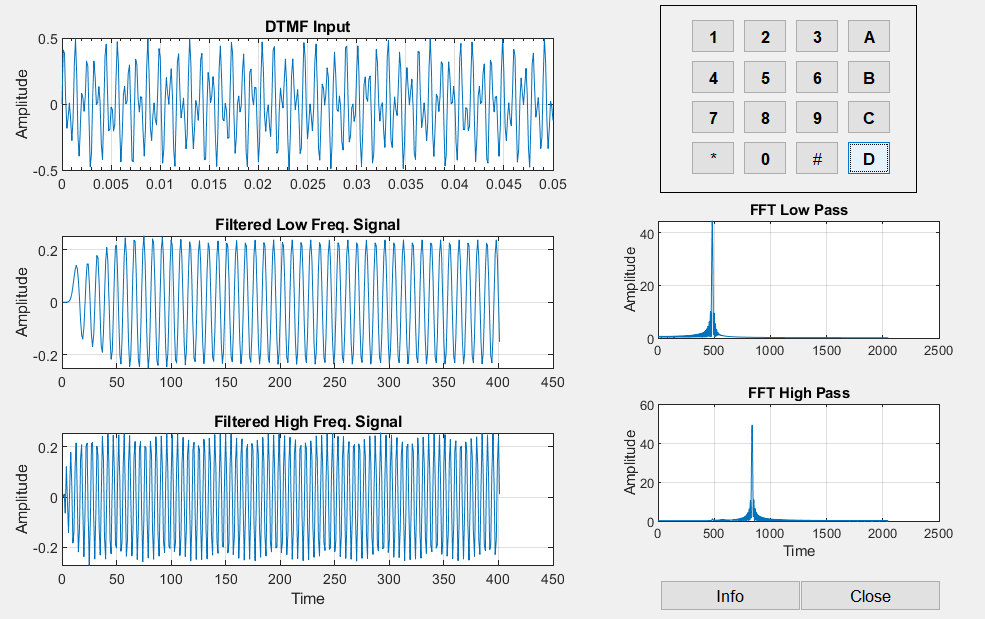 DTMF Input
Amplitude
0.5
0
-0.5
0 0.005 0.01 0.015 0.02 0.025 0.03 0.035 0.04 0.045 0.05
Filtered Low Freq. Signal
Amplitude
0.2
0
-0.2
0 50 100 150 200 250 300 350 400 450
Filtered High Freq. Signal
Amplitude
0.2
0
-0.2
0 50 100 150 200 250 300 350 400 450
Time
1 2 3 A
4 5 6 B
7 8 9 C
* 0 # D
FFT Low Pass
Amplitude
40
20
0
0 500 1000 1500 2000 2500
FFT High Pass
Amplitude
60
40
20
0
0 500 1000 1500 2000 2500
Time
Info Close